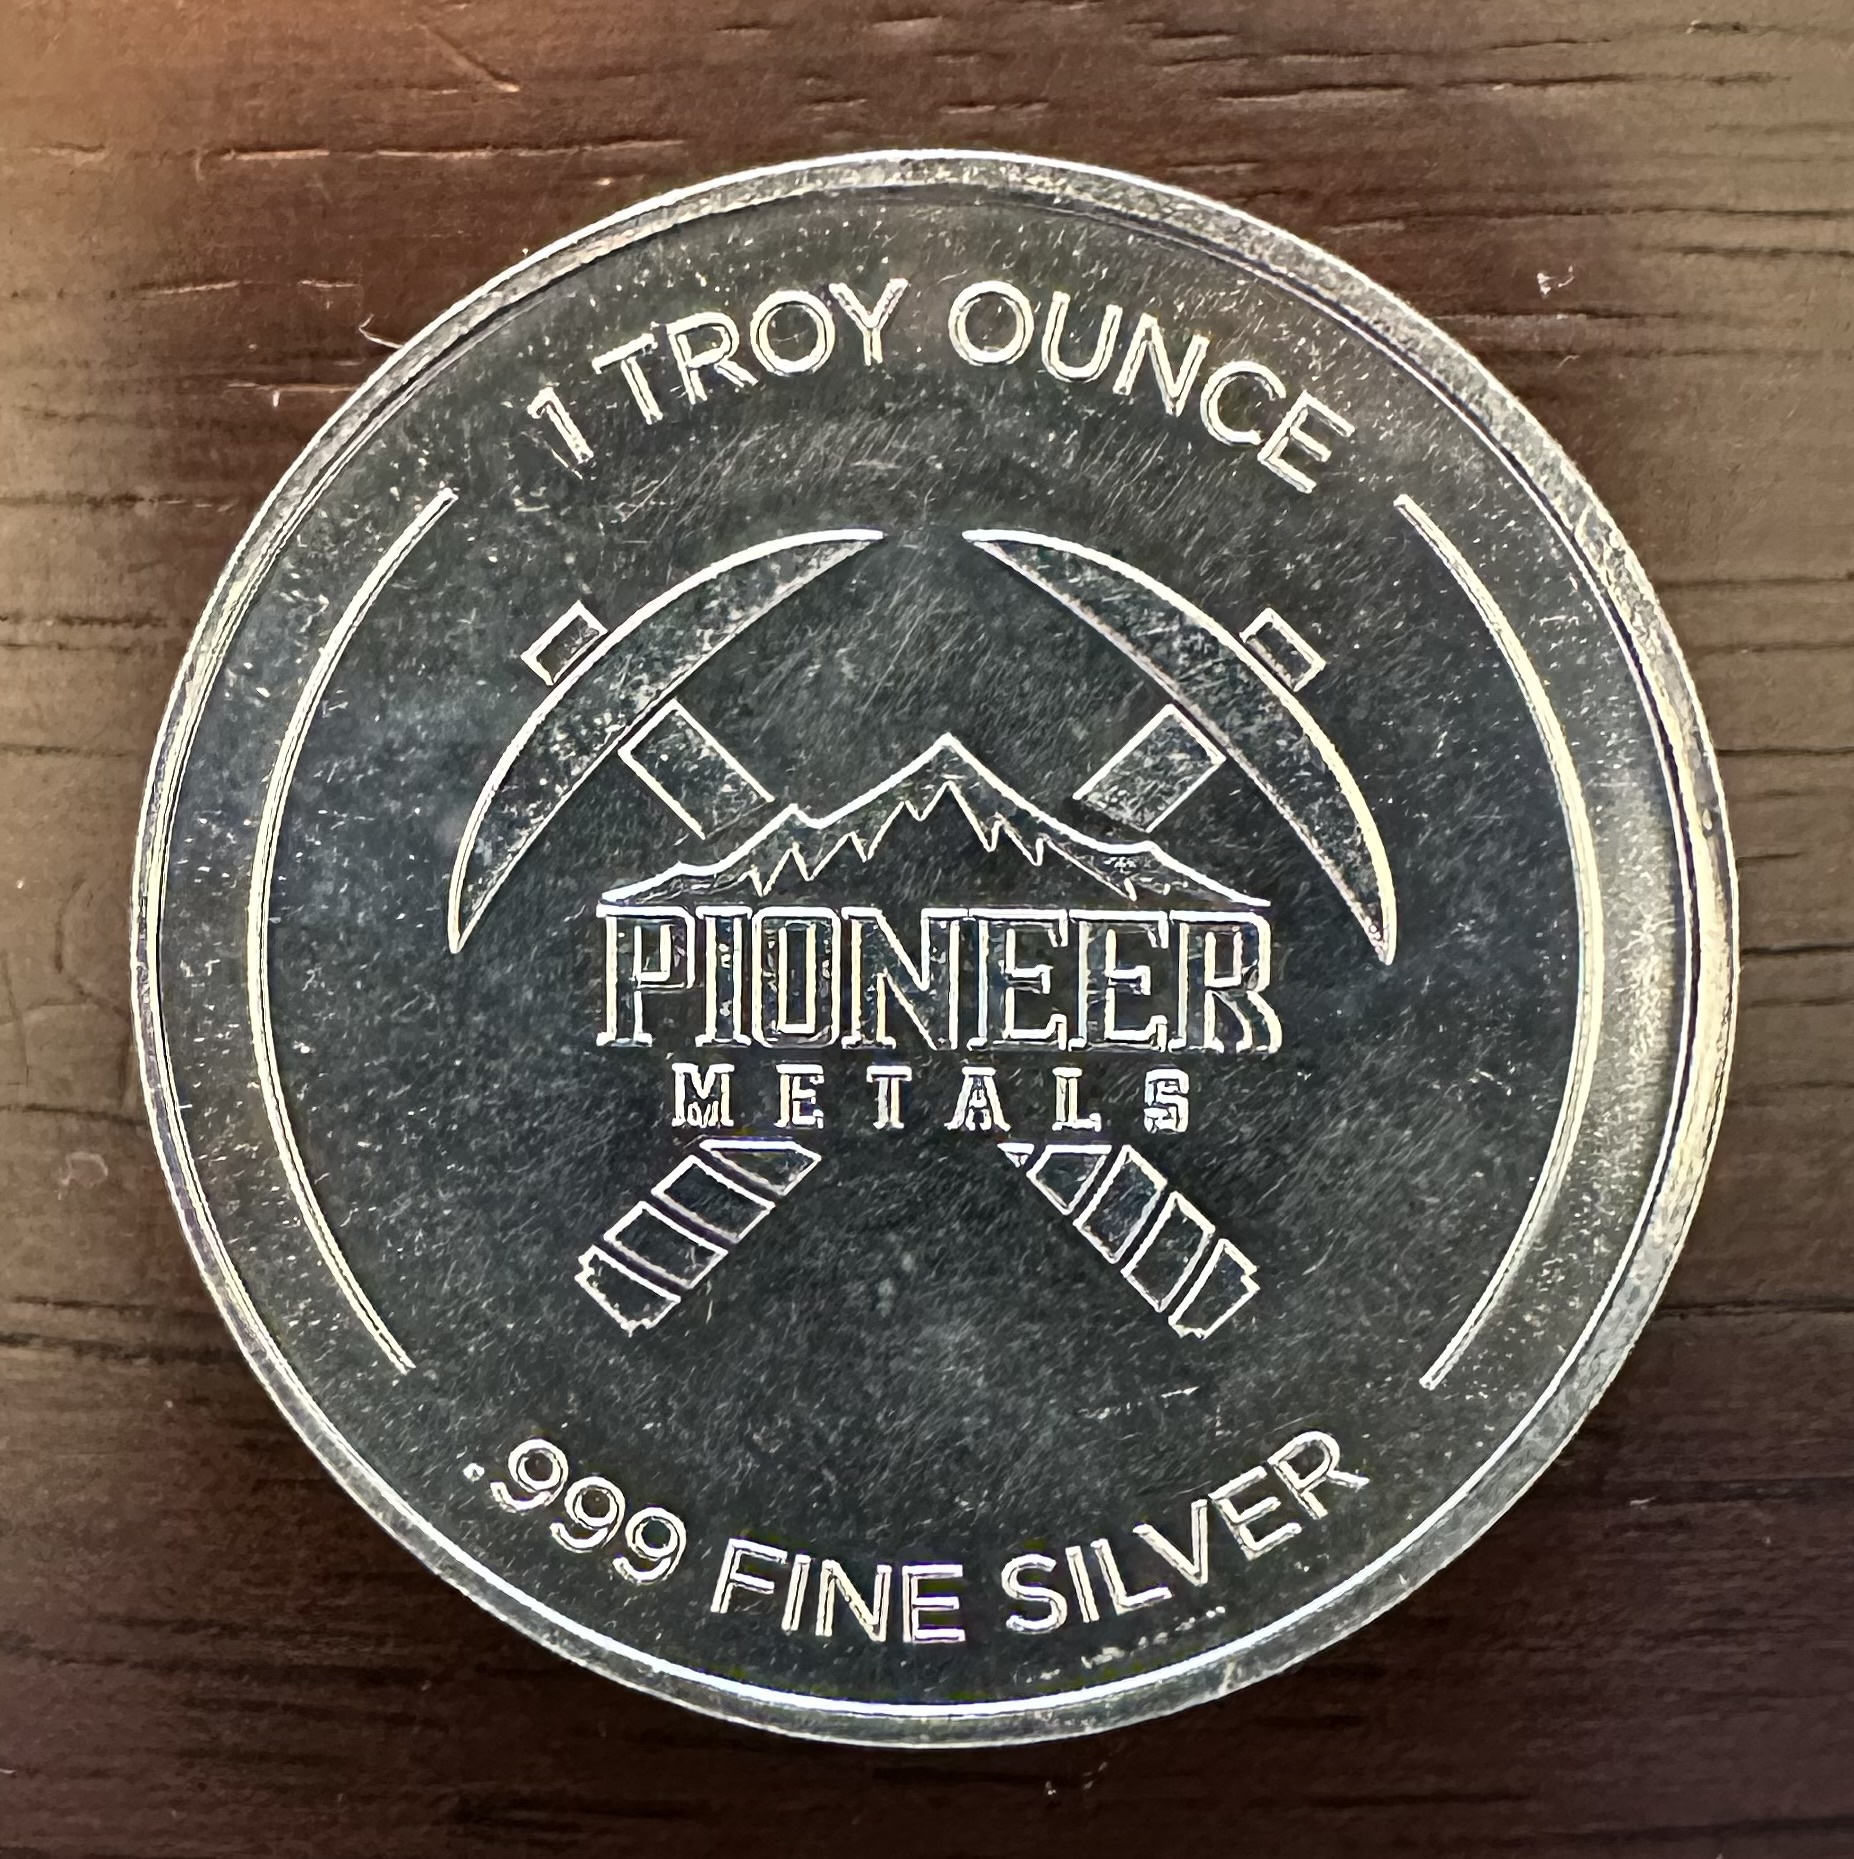 1 TROY OUNCE
PIONEER
METALS
.999 FINE SILVER